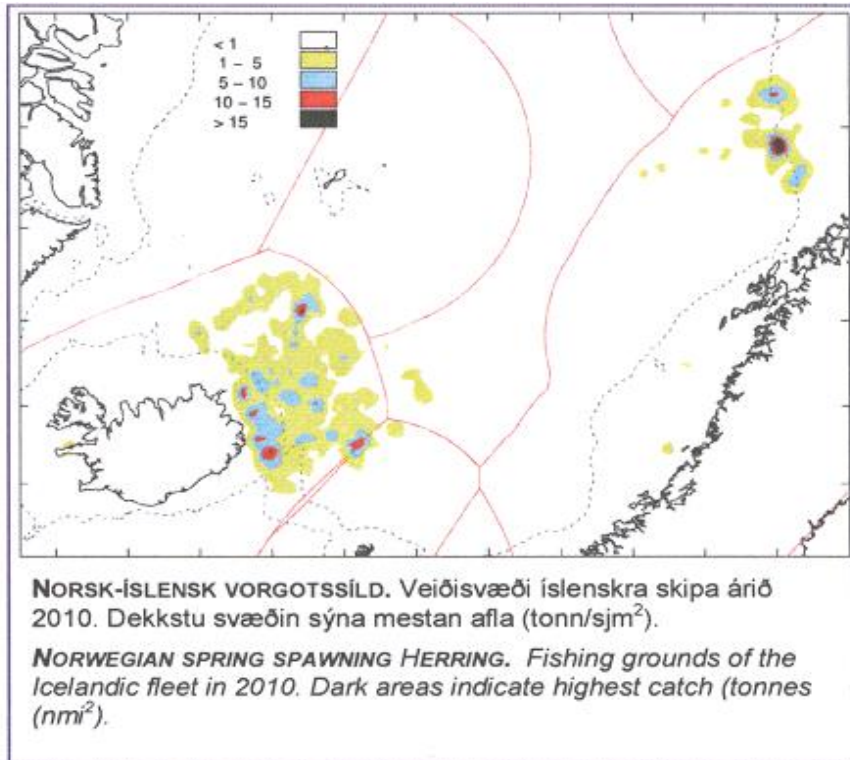 < 1
1 – 5
5 – 10
10 – 15
> 15
NORSK-ÍSLENSK VORGOTSSÍLD. Veiðisvæði íslenskra skipa árið
2010. Dekkstu svæðin sýna mestan afla (tonn/sjm²).
NORWEGIAN SPRING SPAWNING HERRING. Fishing grounds of the
Icelandic fleet in 2010. Dark areas indicate highest catch (tonnes
(nmi²).